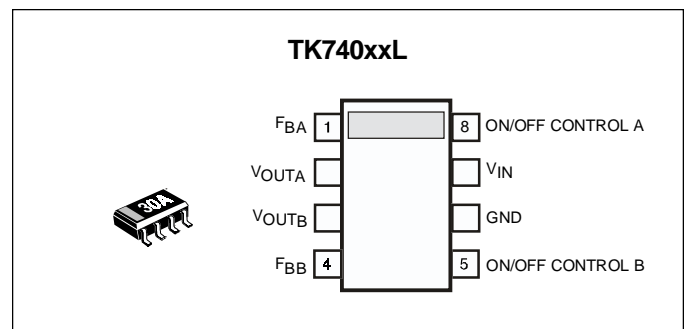 TK740xxL
FBA 1 8 ON/OFF CONTROL A
VOUTA VIN
VOUTB GND
FBB 4 5 ON/OFF CONTROL B
30A